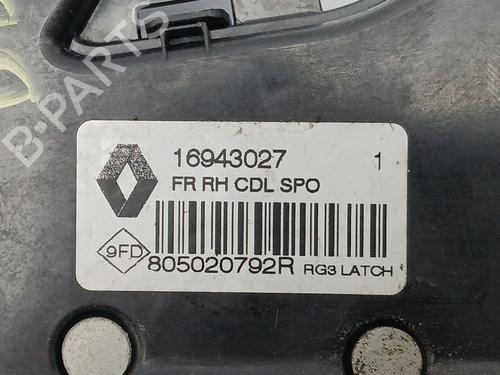 B-PARTS
16943027 1
FR RH CDL SPO
9FD
805020792R RG3 LATCH